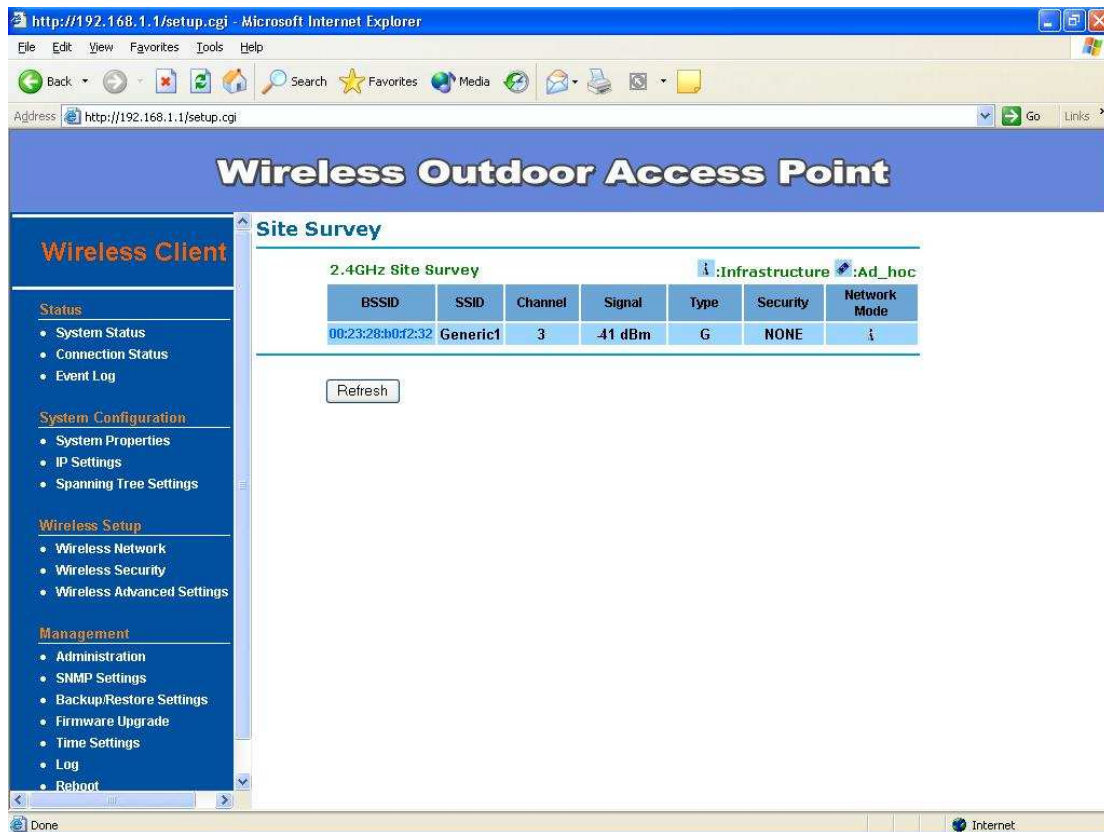 http://192.168.1.1/setup.cgi - Microsoft Internet Explorer
File Edit View Favorites Tools Help
Back Search Favorites Media
Address http://192.168.1.1/setup.cgi Go Links
Wireless Outdoor Access Point
Wireless Client
Status
System Status
Connection Status
Event Log
System Configuration
System Properties
IP Settings
Spanning Tree Settings
Wireless Setup
Wireless Network
Wireless Security
Wireless Advanced Settings
Management
Administration
SNMP Settings
Backup/Restore Settings
Firmware Upgrade
Time Settings
Log
Reboot
Site Survey
2.4GHz Site Survey :Infrastructure :Ad_hoc
BSSID SSID Channel Signal Type Security Network Mode
00:23:28:b0:f2:32 Generic1 3 -41 dBm G NONE
Refresh
Done Internet